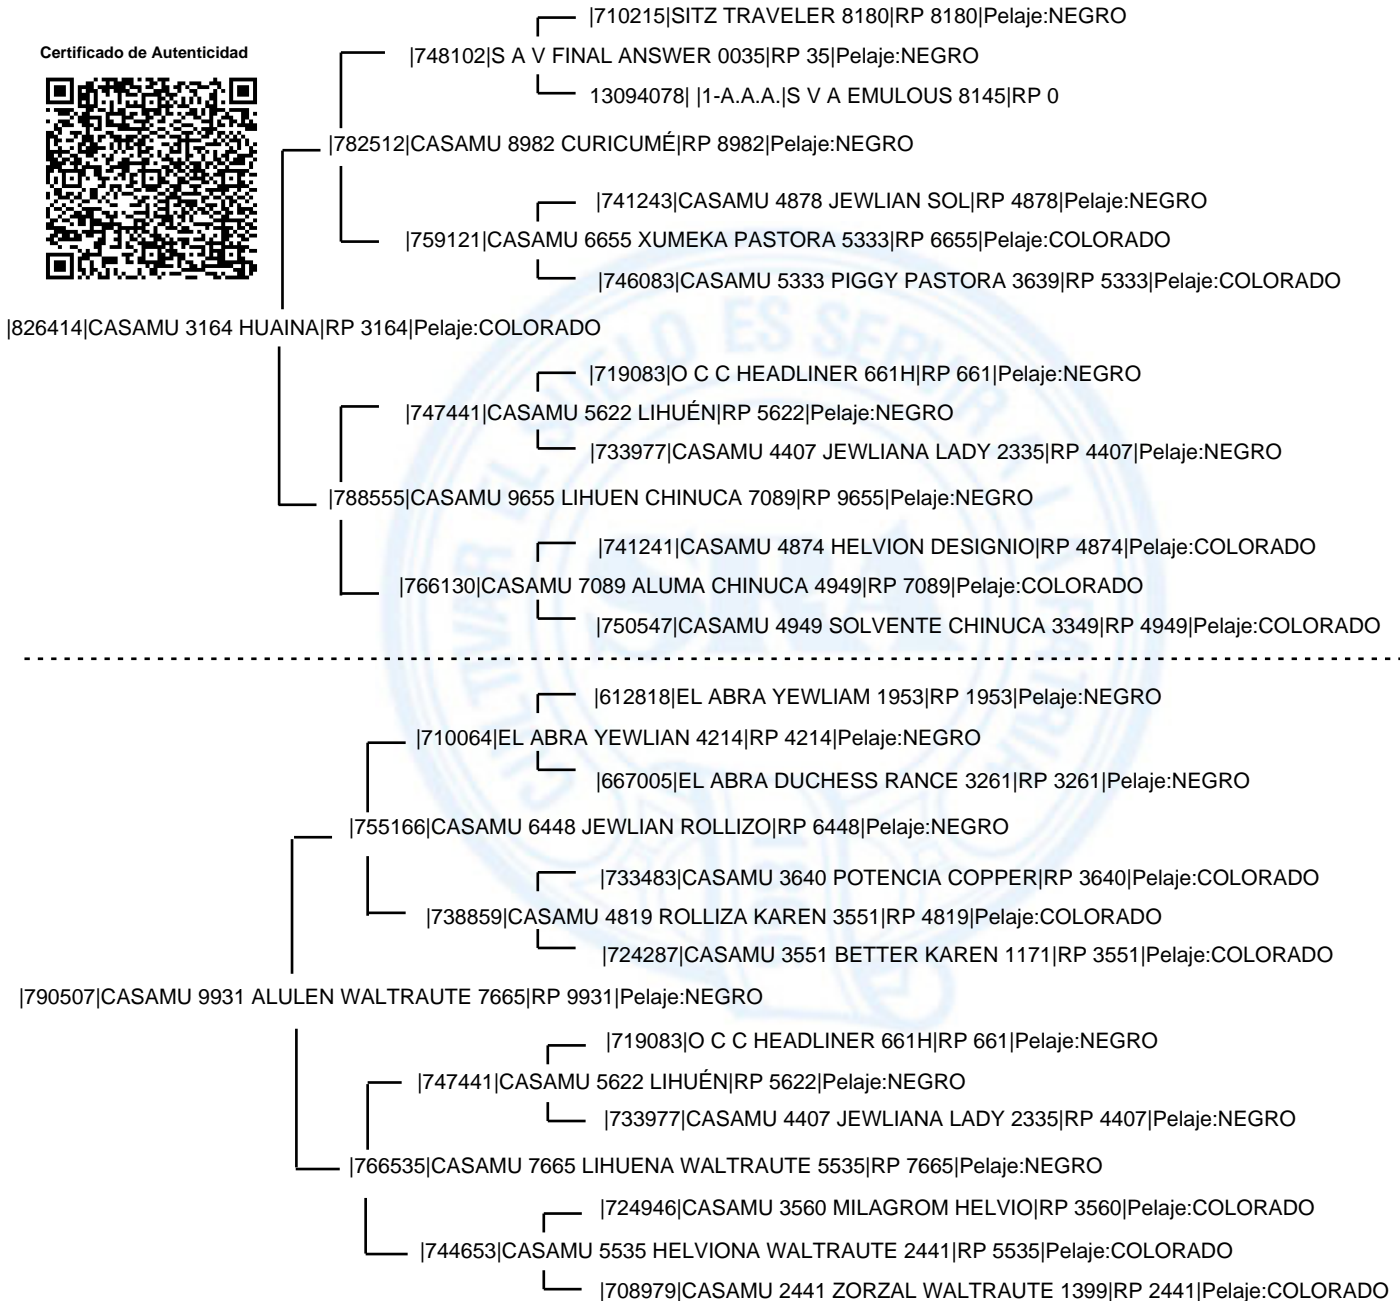 |710215|SITZ TRAVELER 8180|RP 8180|Pelaje:NEGRO
Certificado de Autenticidad
|748102|S A V FINAL ANSWER 0035|RP 35|Pelaje:NEGRO
13094078| |1-A.A.A.|S V A EMULOUS 8145|RP 0
|782512|CASAMU 8982 CURICUMÉ|RP 8982|Pelaje:NEGRO
|741243|CASAMU 4878 JEWLIAN SOL|RP 4878|Pelaje:NEGRO
|759121|CASAMU 6655 XUMEKA PASTORA 5333|RP 6655|Pelaje:COLORADO
|746083|CASAMU 5333 PIGGY PASTORA 3639|RP 5333|Pelaje:COLORADO
|826414|CASAMU 3164 HUAINA|RP 3164|Pelaje:COLORADO
|719083|O C C HEADLINER 661H|RP 661|Pelaje:NEGRO
|747441|CASAMU 5622 LIHUÉN|RP 5622|Pelaje:NEGRO
|733977|CASAMU 4407 JEWLIANA LADY 2335|RP 4407|Pelaje:NEGRO
|788555|CASAMU 9655 LIHUEN CHINUCA 7089|RP 9655|Pelaje:NEGRO
|741241|CASAMU 4874 HELVION DESIGNIO|RP 4874|Pelaje:COLORADO
|766130|CASAMU 7089 ALUMA CHINUCA 4949|RP 7089|Pelaje:COLORADO
|750547|CASAMU 4949 SOLVENTE CHINUCA 3349|RP 4949|Pelaje:COLORADO
|612818|EL ABRA YEWLIAM 1953|RP 1953|Pelaje:NEGRO
|710064|EL ABRA YEWLIAN 4214|RP 4214|Pelaje:NEGRO
|667005|EL ABRA DUCHESS RANCE 3261|RP 3261|Pelaje:NEGRO
|755166|CASAMU 6448 JEWLIAN ROLLIZO|RP 6448|Pelaje:NEGRO
|733483|CASAMU 3640 POTENCIA COPPER|RP 3640|Pelaje:COLORADO
|738859|CASAMU 4819 ROLLIZA KAREN 3551|RP 4819|Pelaje:COLORADO
|724287|CASAMU 3551 BETTER KAREN 1171|RP 3551|Pelaje:COLORADO
|790507|CASAMU 9931 ALULEN WALTRAUTE 7665|RP 9931|Pelaje:NEGRO
|719083|O C C HEADLINER 661H|RP 661|Pelaje:NEGRO
|747441|CASAMU 5622 LIHUÉN|RP 5622|Pelaje:NEGRO
|733977|CASAMU 4407 JEWLIANA LADY 2335|RP 4407|Pelaje:NEGRO
|766535|CASAMU 7665 LIHUENA WALTRAUTE 5535|RP 7665|Pelaje:NEGRO
|724946|CASAMU 3560 MILAGROM HELVIO|RP 3560|Pelaje:COLORADO
|744653|CASAMU 5535 HELVIONA WALTRAUTE 2441|RP 5535|Pelaje:COLORADO
|708979|CASAMU 2441 ZORZAL WALTRAUTE 1399|RP 2441|Pelaje:COLORADO
CULTIVAR EL SUELO ES SERVIR A LA PATRIA
SRA
1866